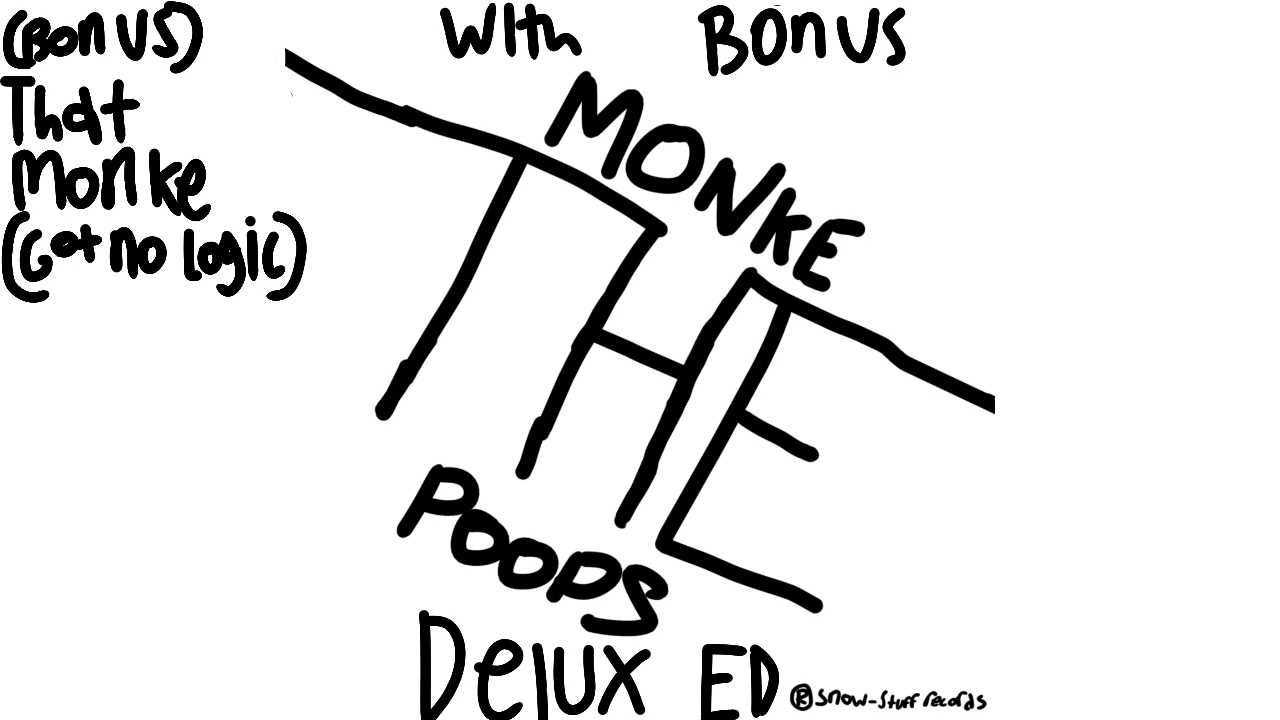 (BonUS)
That
Monke
(Got no logic)
WIth BonUS
MONKE
THE
POOPS
DeluX ED
®snow-stuff records